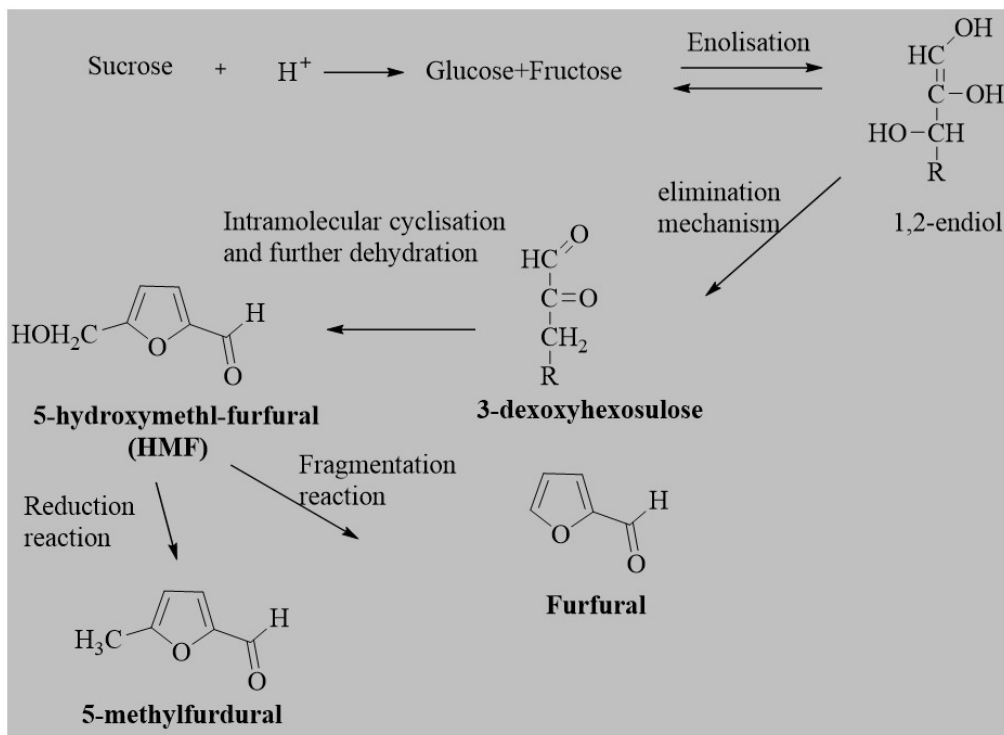 Sucrose + H+ Glucose+Fructose
Enolisation
OH
HC
C-OH
HO-CH
R
1,2-endiol
elimination
mechanism
O
HC
C=O
CH2
R
3-dexoxyhexosulose
Intramolecular cyclisation
and further dehydration
HOH2C
O
H
O
5-hydroxymethl-furfural
(HMF)
Reduction
reaction
Fragmentation
reaction
O
H
O
Furfural
H3C
O
H
O
5-methylfurdural